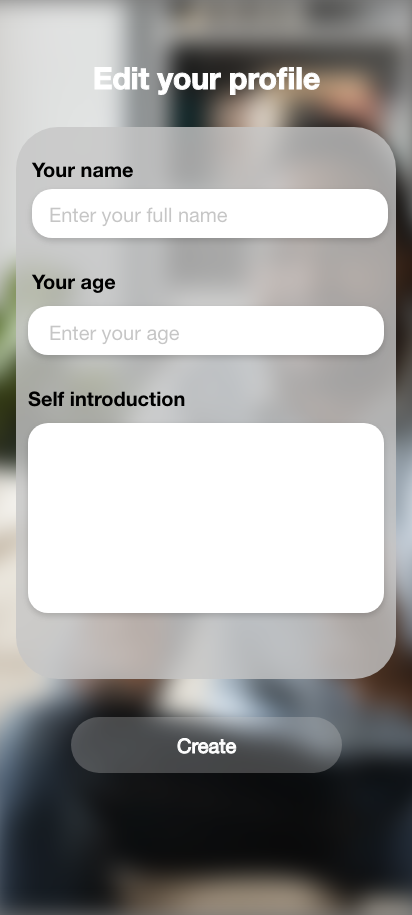 Edit your profile
Your name
Enter your full name
Your age
Enter your age
Self introduction
Create